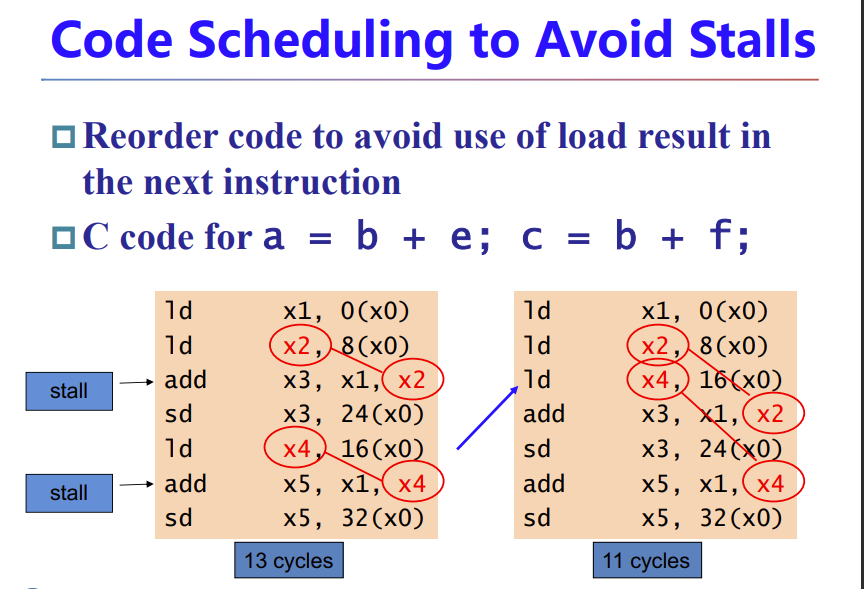 Code Scheduling to Avoid Stalls
Reorder code to avoid use of load result in
the next instruction
C code for a = b + e; c = b + f;
ld x1, 0(x0)
ld x2, 8(x0)
stall
add x3, x1, x2
sd x3, 24(x0)
ld x4, 16(x0)
stall
add x5, x1, x4
sd x5, 32(x0)
13 cycles
ld x1, 0(x0)
ld x2, 8(x0)
ld x4, 16(x0)
add x3, x1, x2
sd x3, 24(x0)
add x5, x1, x4
sd x5, 32(x0)
11 cycles